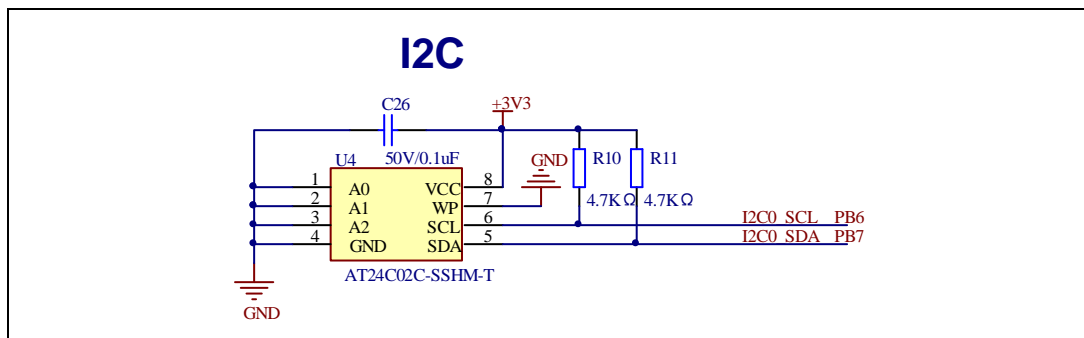 I2C
C26
+3V3
U4
50V/0.1uF
GND
R10
R11
1
A0
VCC
8
2
A1
WP
7
4.7KΩ
4.7KΩ
3
A2
SCL
6
I2C0_SCL PB6
4
GND
SDA
5
I2C0_SDA PB7
AT24C02C-SSHM-T
GND